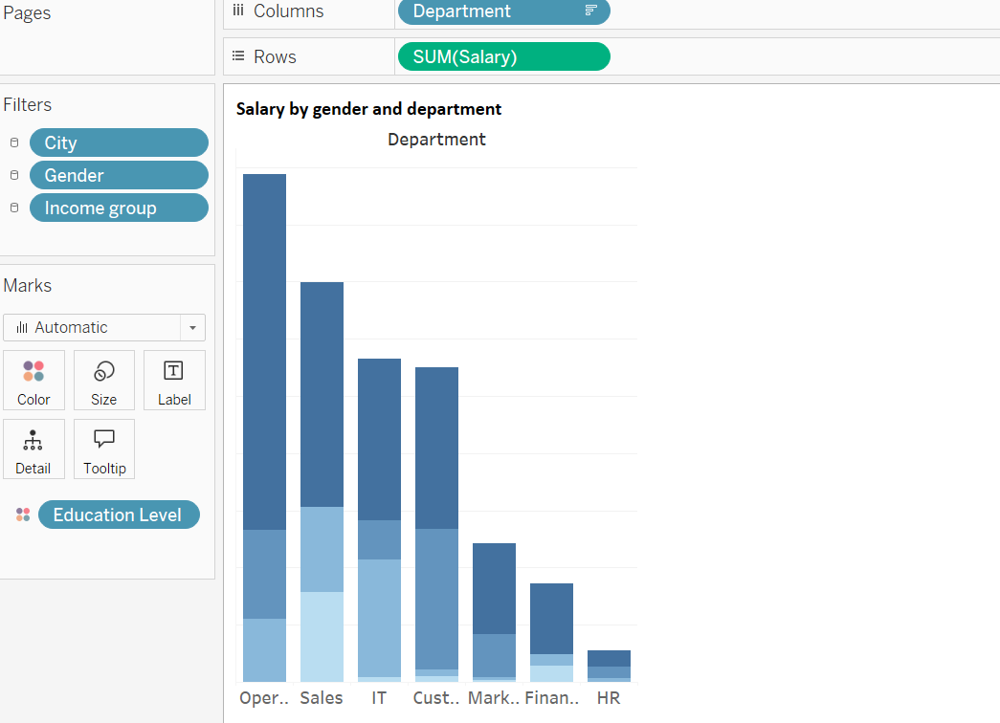 Pages
Columns
Department
Rows
SUM(Salary)
Filters
City
Gender
Income group
Marks
Automatic
Color
Size
Label
Detail
Tooltip
Education Level
Salary by gender and department
Department
Oper.. Sales IT Cust.. Mark.. Finan.. HR